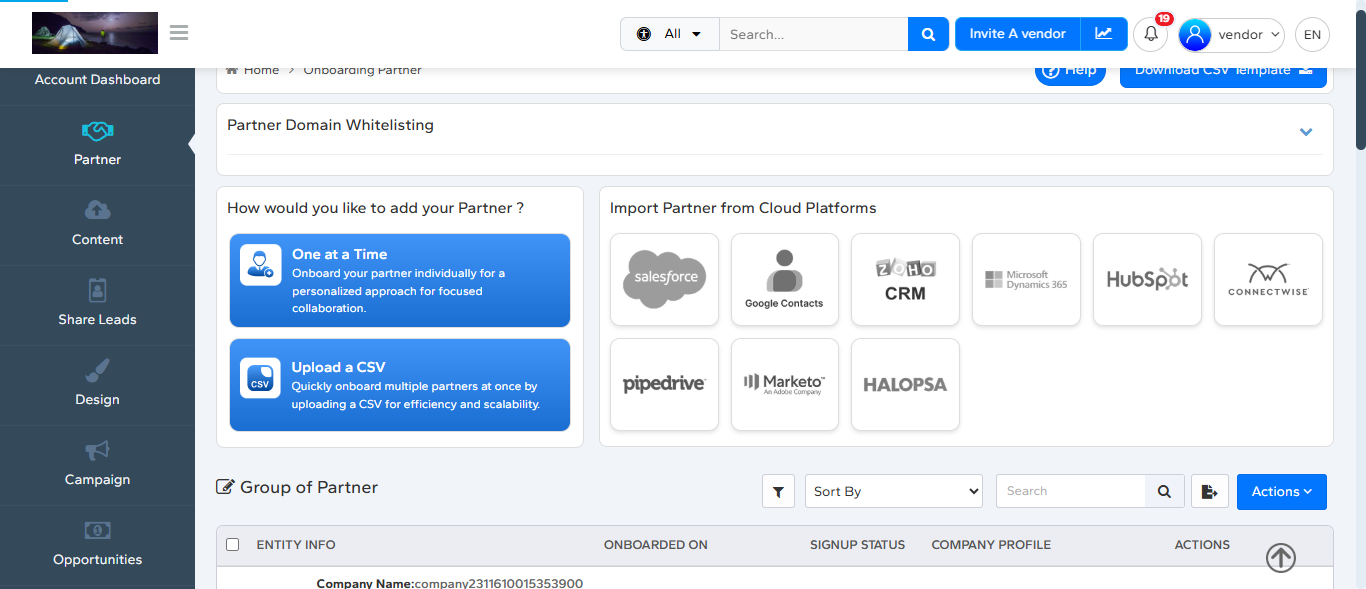 All
Search...
Invite A vendor
19
vendor
EN
Account Dashboard
Home > Onboarding Partner
Help
Download CSV Template
Partner
Content
Share Leads
Design
Campaign
Opportunities
Partner Domain Whitelisting
How would you like to add your Partner ?
One at a Time
Onboard your partner individually for a
personalized approach for focused
collaboration.
CSV
Upload a CSV
Quickly onboard multiple partners at once by
uploading a CSV for efficiency and scalability.
Import Partner from Cloud Platforms
salesforce
Google Contacts
ZOHO
CRM
Microsoft
Dynamics 365
HubSpot
CONNECTWISE
pipedrive
Marketo™
An Adobe Company
HALOPSA
Group of Partner
Sort By
Search
Actions
ENTITY INFO
ONBOARDED ON
SIGNUP STATUS
COMPANY PROFILE
ACTIONS
Company Name:company2311610015353900